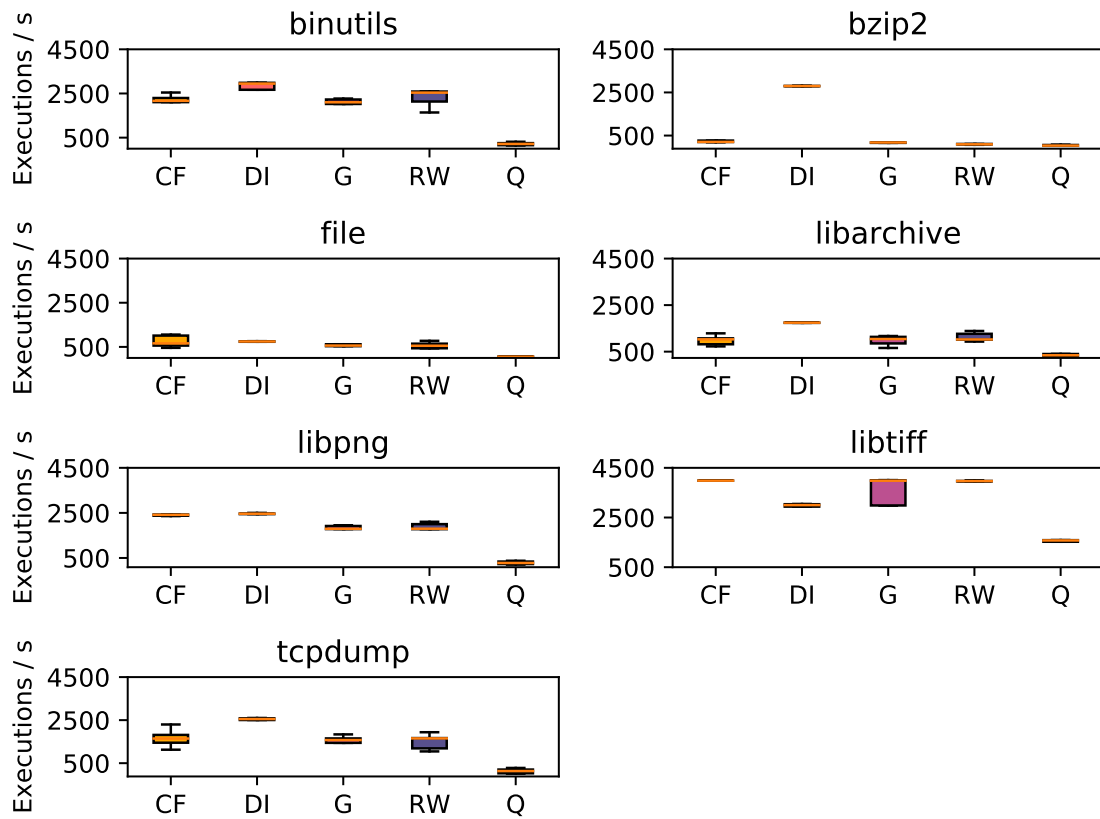 binutils
Executions / s
4500
2500
500
CF DI G RW Q
bzip2
4500
2500
500
CF DI G RW Q
file
Executions / s
4500
2500
500
CF DI G RW Q
libarchive
4500
2500
500
CF DI G RW Q
libpng
Executions / s
4500
2500
500
CF DI G RW Q
libtiff
4500
2500
500
CF DI G RW Q
tcpdump
Executions / s
4500
2500
500
CF DI G RW Q